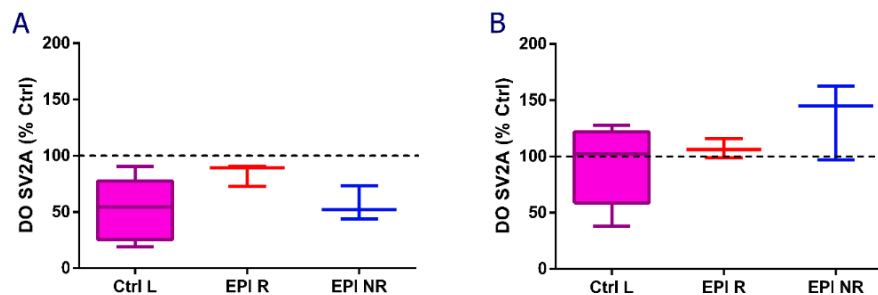 A
DO SV2A (% Ctrl)
200
150
100
50
0
Ctrl L
EPI R
EPI NR
B
DO SV2A (% Ctrl)
200
150
100
50
0
Ctrl L
EPI R
EPI NR